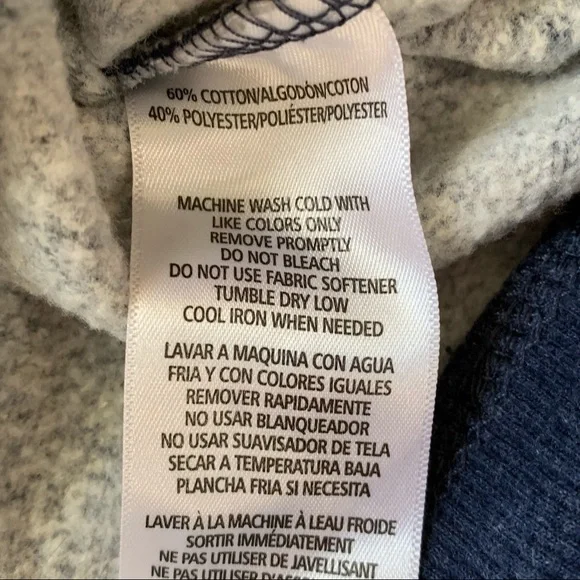 60% COTTON/ALGODÓN/COTON
40% POLYESTER/POLIÉSTER/POLYESTER
MACHINE WASH COLD WITH
LIKE COLORS ONLY
REMOVE PROMPTLY
DO NOT BLEACH
DO NOT USE FABRIC SOFTENER
TUMBLE DRY LOW
COOL IRON WHEN NEEDED
LAVAR A MAQUINA CON AGUA
FRIA Y CON COLORES IGUALES
REMOVER RAPIDAMENTE
NO USAR BLANQUEADOR
NO USAR SUAVISADOR DE TELA
SECAR A TEMPERATURA BAJA
PLANCHA FRIA SI NECESITA
LAVER À LA MACHINE À LEAU FROIDE
SORTIR IMMÉDIATEMENT
NE PAS UTILISER DE JAVELLISANT
NE PAS UTILISER